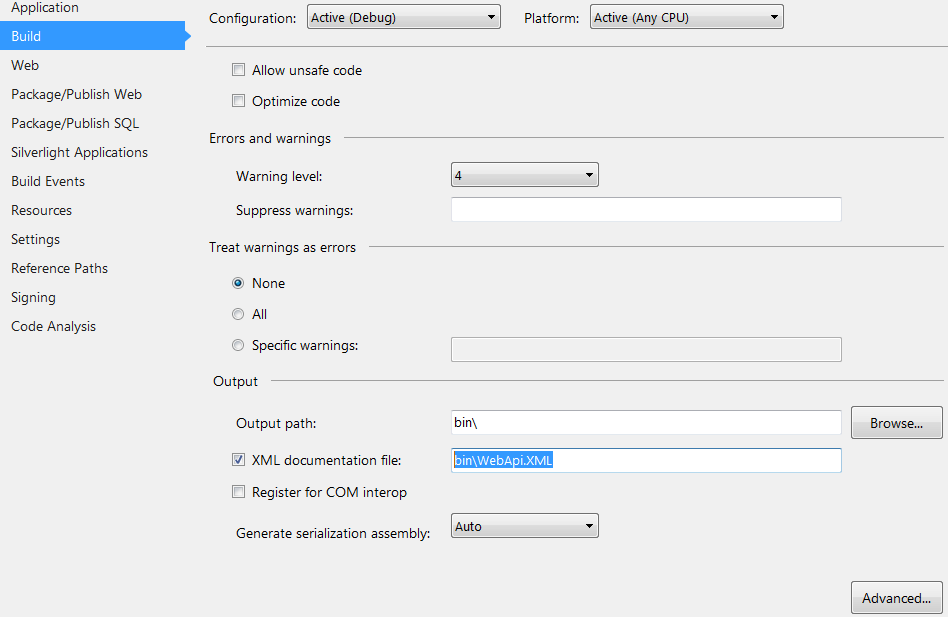 Application
Build
Web
Package/Publish Web
Package/Publish SQL
Silverlight Applications
Build Events
Resources
Settings
Reference Paths
Signing
Code Analysis
Configuration: Active (Debug) Platform: Active (Any CPU)
Allow unsafe code
Optimize code
Errors and warnings
Warning level: 4
Suppress warnings:
Treat warnings as errors
None
All
Specific warnings:
Output
Output path: bin\ Browse...
XML documentation file: bin\WebApi.XML
Register for COM interop
Generate serialization assembly: Auto
Advanced...